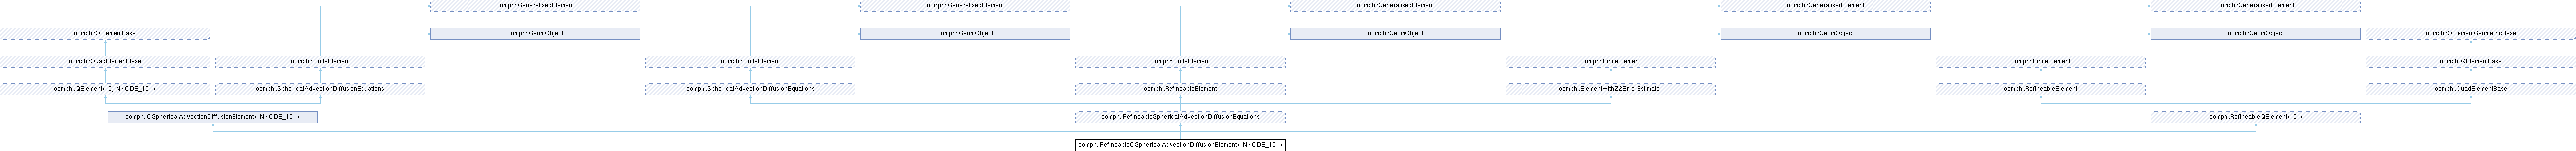 oomph::GeneralisedElement
oomph::GeneralisedElement
oomph::GeneralisedElement
oomph::GeneralisedElement
oomph::GeneralisedElement
oomph::QElementBase
oomph::GeomObject
oomph::GeomObject
oomph::GeomObject
oomph::GeomObject
oomph::GeomObject
oomph::QElementGeometricBase
oomph::QuadElementBase
oomph::FiniteElement
oomph::FiniteElement
oomph::FiniteElement
oomph::FiniteElement
oomph::FiniteElement
oomph::QElementBase
oomph::QElement< 2, NNODE_1D >
oomph::SphericalAdvectionDiffusionEquations
oomph::SphericalAdvectionDiffusionEquations
oomph::RefineableElement
oomph::ElementWithZ2ErrorEstimator
oomph::RefineableElement
oomph::QuadElementBase
oomph::QSphericalAdvectionDiffusionElement< NNODE_1D >
oomph::RefineableSphericalAdvectionDiffusionEquations
oomph::RefineableQElement< 2 >
oomph::RefineableQSphericalAdvectionDiffusionElement< NNODE_1D >